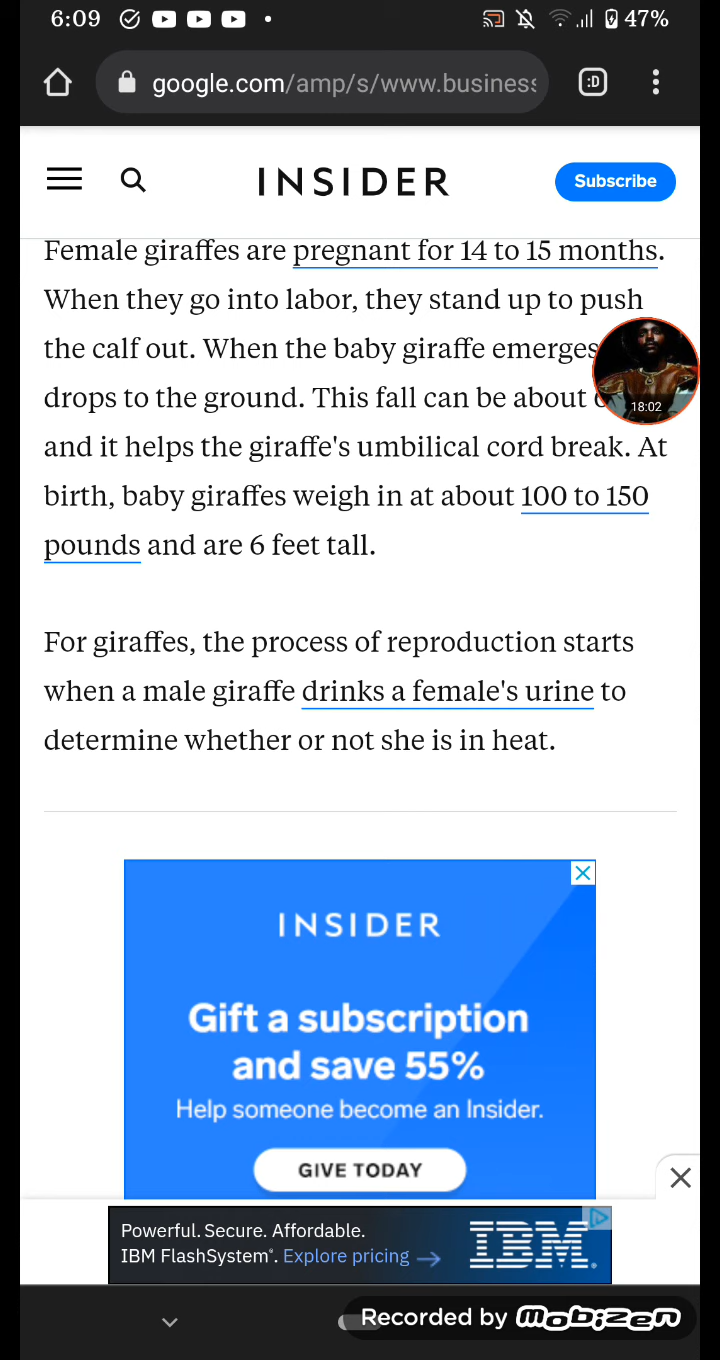 6:09
47%
google.com/amp/s/www.business
:D
INSIDER
Subscribe
Female giraffes are pregnant for 14 to 15 months.
When they go into labor, they stand up to push
the calf out. When the baby giraffe emerges
18:02
drops to the ground. This fall can be about
and it helps the giraffe's umbilical cord break. At
birth, baby giraffes weigh in at about 100 to 150
pounds and are 6 feet tall.
For giraffes, the process of reproduction starts
when a male giraffe drinks a female's urine to
determine whether or not she is in heat.
INSIDER
Gift a subscription
and save 55%
Help someone become an Insider.
GIVE TODAY
Powerful. Secure. Affordable.
IBM FlashSystem®. Explore pricing →
IBM®
Recorded by mobizen